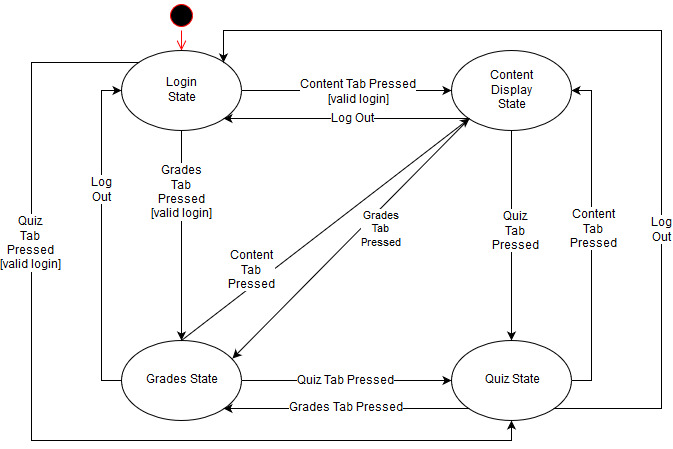 Login
State
Content Tab Pressed
[valid login]
Content
Display
State
Log Out
Grades
Tab
Pressed
[valid login]
Log
Out
Quiz
Tab
Pressed
[valid login]
Grades
Tab
Pressed
Quiz
Tab
Pressed
Content
Tab
Pressed
Log
Out
Content
Tab
Pressed
Grades State
Quiz Tab Pressed
Quiz State
Grades Tab Pressed